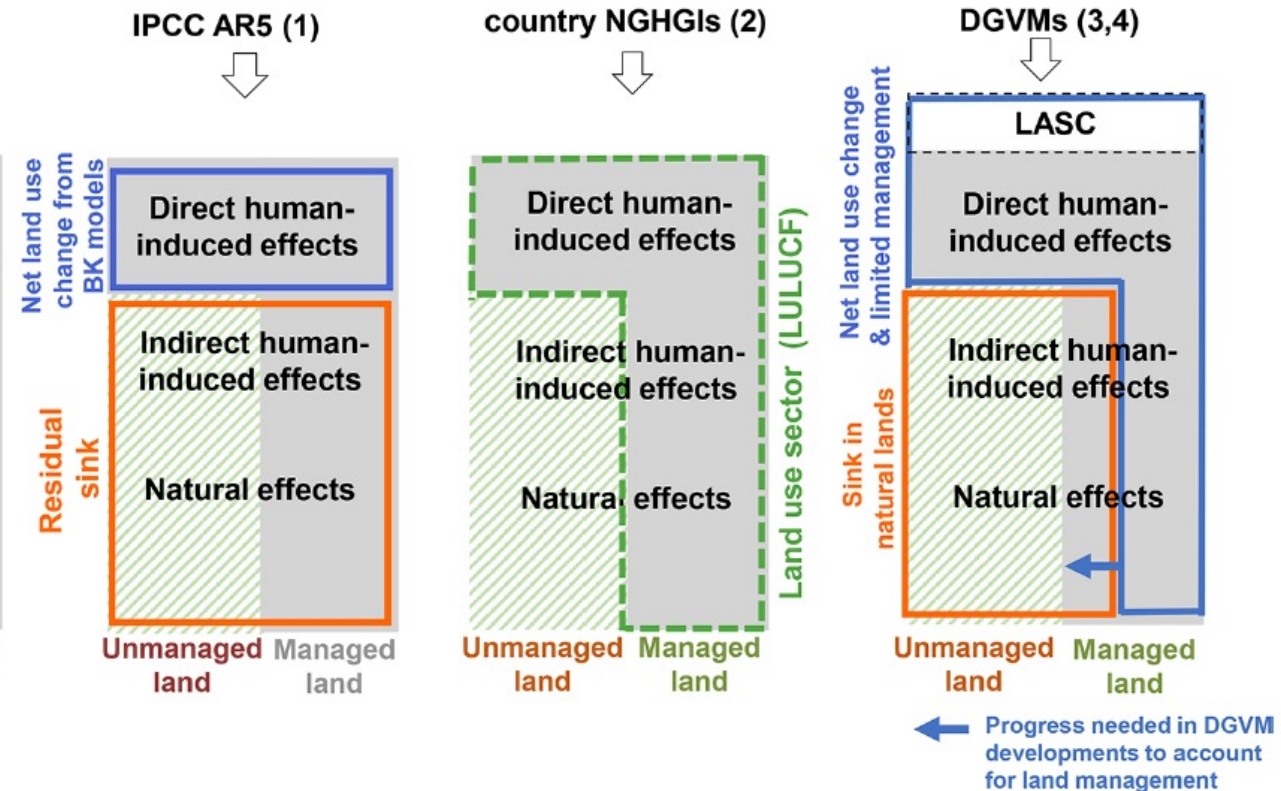 IPCC AR5 (1)
Net land use
change from
BK models
Direct human-
induced effects
Residual
sink
Indirect human-
induced effects
Natural effects
Unmanaged
land
Managed
land
country NGHGIs (2)
Direct human-
induced effects
Indirect human-
induced effects
Natural effects
Land use sector (LULUCF)
Unmanaged
land
Managed
land
DGVMs (3,4)
Net land use change
& limited management
LASC
Direct human-
induced effects
Sink in
natural lands
Indirect human-
induced effects
Natural effects
Unmanaged
land
Managed
land
Progress needed in DGVM
developments to account
for land management